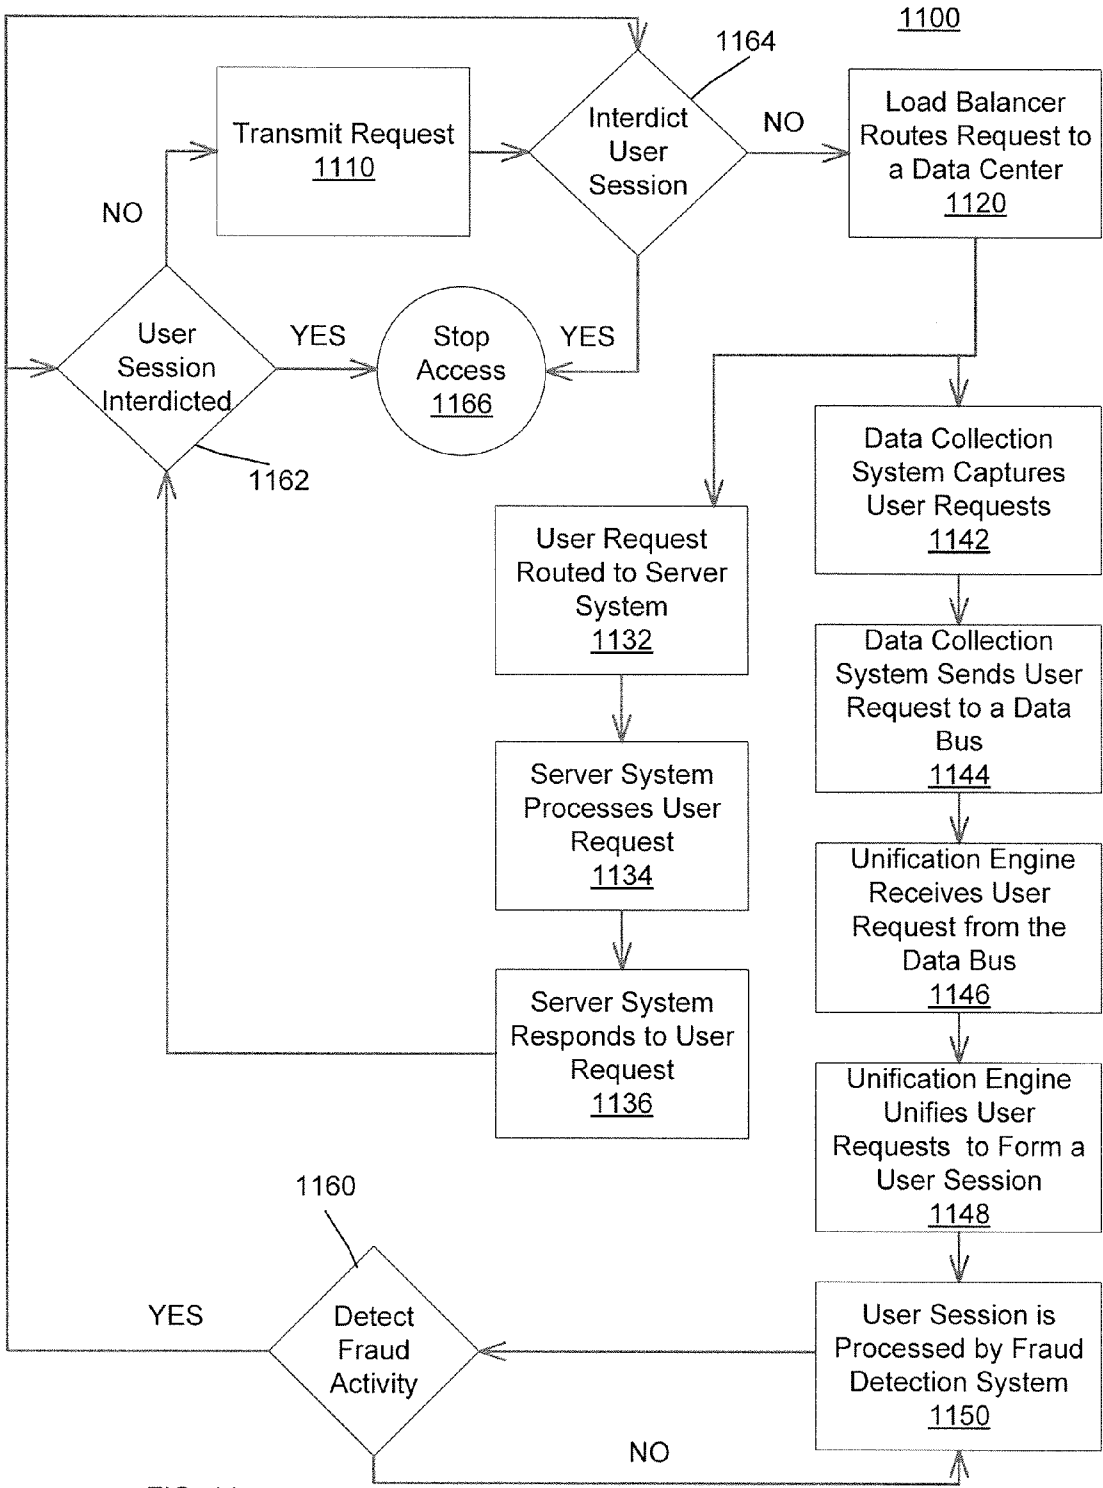 1100
1164
Transmit Request
1110
Interdict
User
Session
NO
Load Balancer
Routes Request to
a Data Center
1120
NO
User
Session
Interdicted
YES
Stop
Access
1166
YES
1162
Data Collection
System Captures
User Requests
1142
User Request
Routed to Server
System
1132
Data Collection
System Sends User
Request to a Data
Bus
1144
Server System
Processes User
Request
1134
Unification Engine
Receives User
Request from the
Data Bus
1146
Server System
Responds to User
Request
1136
Unification Engine
Unifies User
Requests to Form a
User Session
1148
1160
YES
Detect
Fraud
Activity
User Session is
Processed by Fraud
Detection System
1150
NO